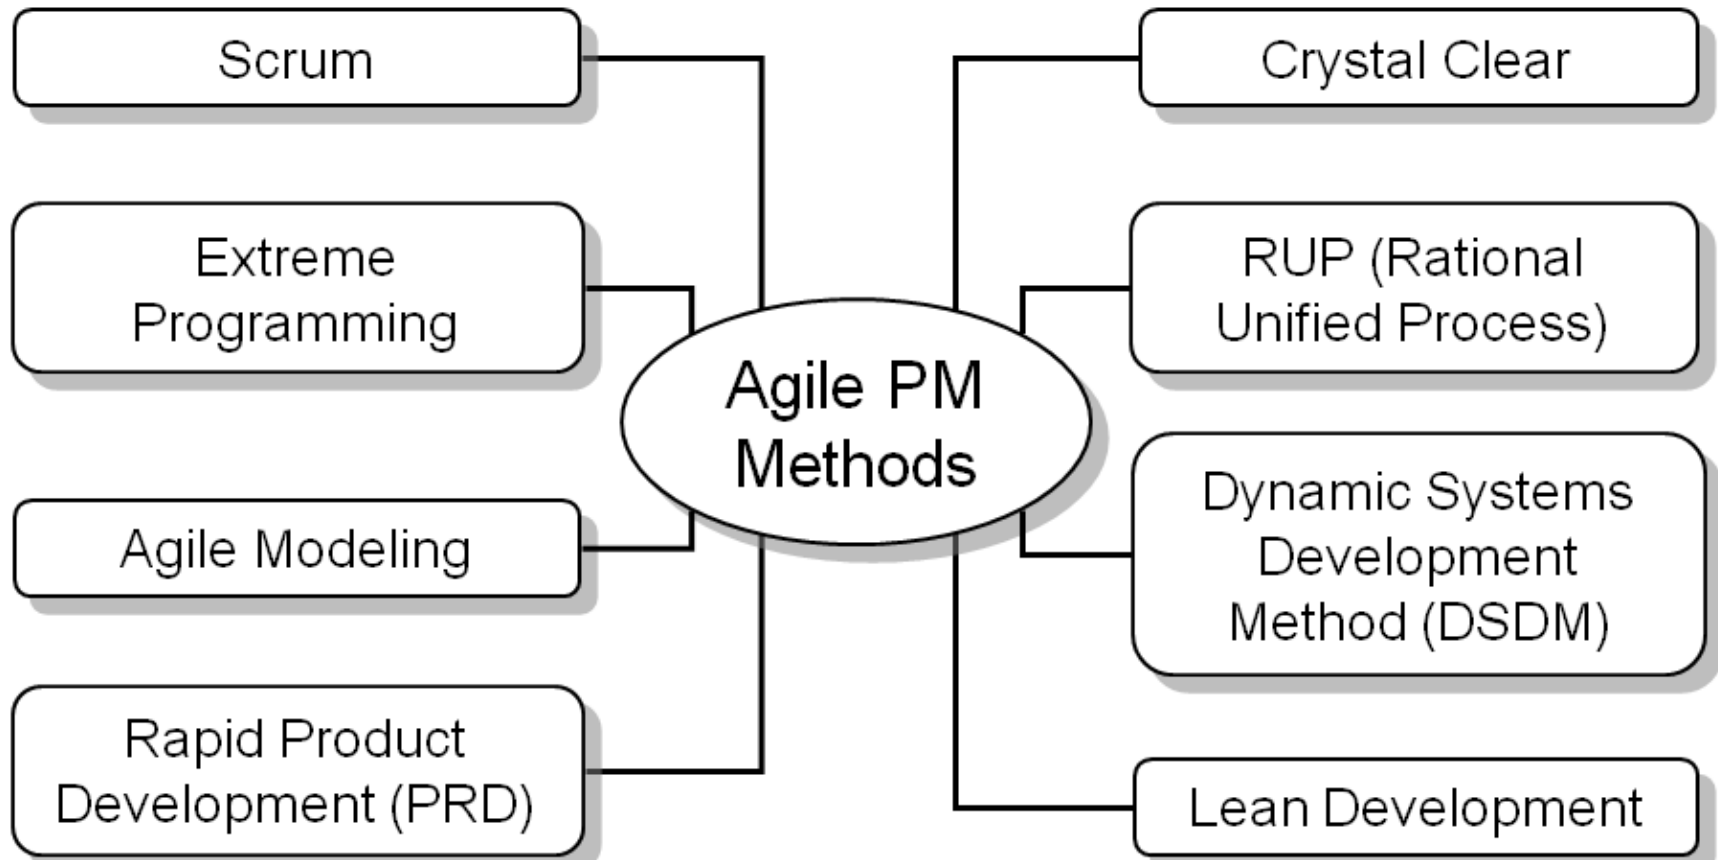 Scrum
Extreme
Programming
Agile Modeling
Rapid Product
Development (PRD)
Agile PM
Methods
Crystal Clear
RUP (Rational
Unified Process)
Dynamic Systems
Development
Method (DSDM)
Lean Development